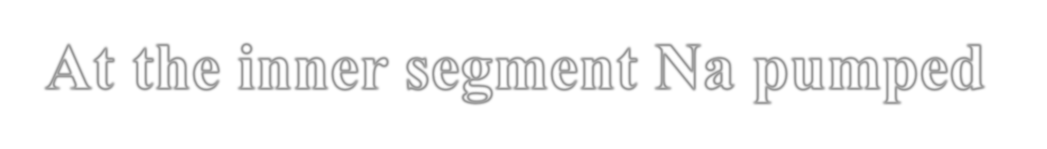 At the inner segment Na pumped